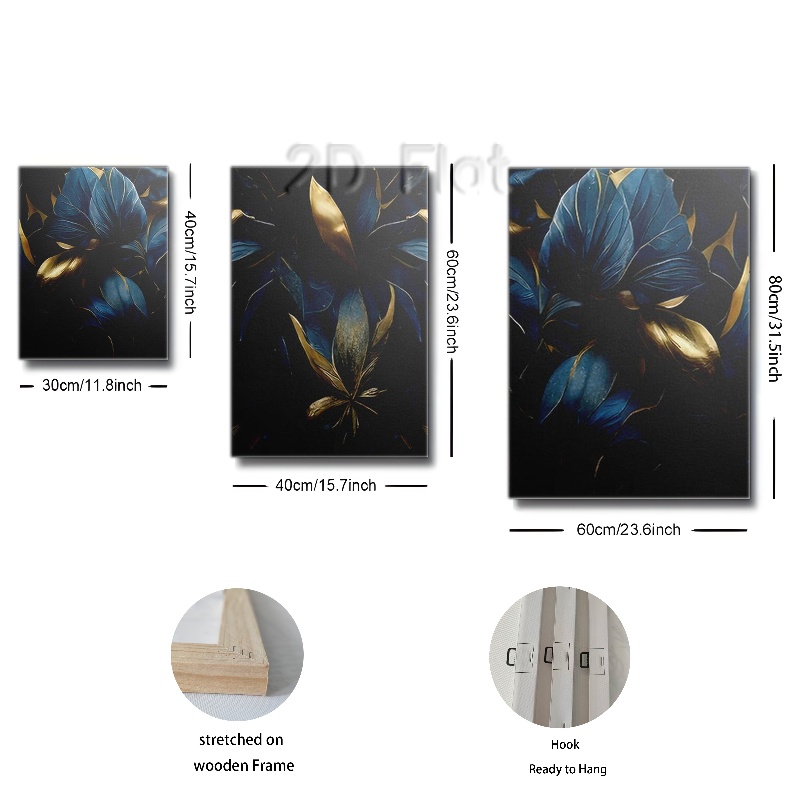 2D Flat
40cm/15.7inch
30cm/11.8inch
60cm/23.6inch
40cm/15.7inch
80cm/31.5inch
60cm/23.6inch
stretched on
wooden Frame
Hook
Ready to Hang